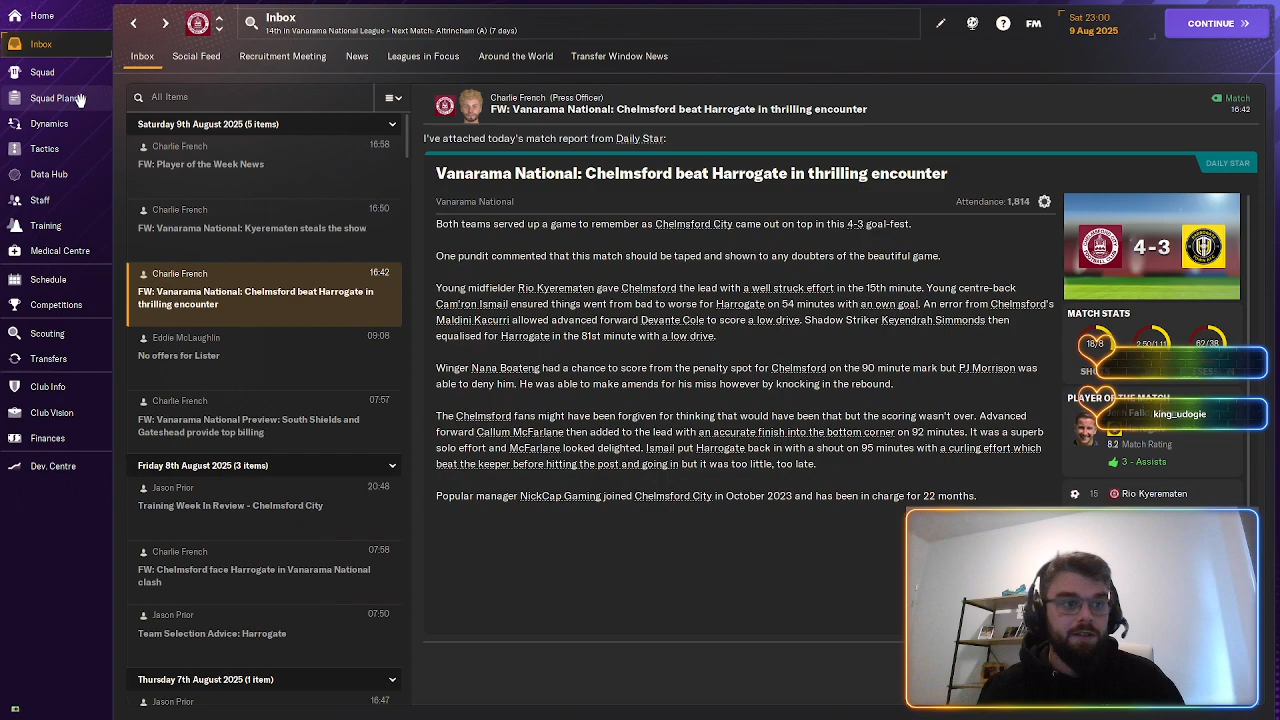 Home
Inbox
Squad
Squad Plan
Dynamics
Tactics
Data Hub
Staff
Training
Medical Centre
Schedule
Competitions
Scouting
Transfers
Club Info
Club Vision
Finances
Dev. Centre
Inbox
14th in Vanarama National League - Next Match: Altrincham (A) (7 days)
FM
Sat 23:00
9 Aug 2025
CONTINUE
Inbox
Social Feed
Recruitment Meeting
News
Leagues in Focus
Around the World
Transfer Window News
All Items
Saturday 9th August 2025 (5 items)
Charlie French 16:58
FW: Player of the Week News
Charlie French 16:50
FW: Vanarama National: Kyerematen steals the show
Charlie French 16:42
FW: Vanarama National: Chelmsford beat Harrogate in
thrilling encounter
Eddie McLaughlin 09:08
No offers for Lister
Charlie French 07:57
FW: Vanarama National Preview: South Shields and
Gateshead provide top billing
Friday 8th August 2025 (3 items)
Jason Prior 20:48
Training Week In Review - Chelmsford City
Charlie French 07:58
FW: Chelmsford face Harrogate in Vanarama National
clash
Jason Prior 07:50
Team Selection Advice: Harrogate
Thursday 7th August 2025 (1 item)
Jason Prior 16:47
Charlie French (Press Officer)
FW: Vanarama National: Chelmsford beat Harrogate in thrilling encounter
Match
16:42
I've attached today's match report from Daily Star:
DAILY STAR
Vanarama National: Chelmsford beat Harrogate in thrilling encounter
Vanarama National
Attendance: 1,814
Both teams served up a game to remember as Chelmsford City came out on top in this 4-3 goal-fest.
One pundit commented that this match should be taped and shown to any doubters of the beautiful game.
Young midfielder Rio Kyerematen gave Chelmsford the lead with a well struck effort in the 15th minute. Young centre-back
Cam'ron Ismail ensured things went from bad to worse for Harrogate on 54 minutes with an own goal. An error from Chelmsford's
Maldini Kacurri allowed advanced forward Devante Cole to score a low drive. Shadow Striker Keyendrah Simmonds then
equalised for Harrogate in the 81st minute with a low drive.
Winger Nana Boateng had a chance to score from the penalty spot for Chelmsford on the 90 minute mark but PJ Morrison was
able to deny him. He was able to make amends for his miss however by knocking in the rebound.
The Chelmsford fans might have been forgiven for thinking that would have been that but the scoring wasn't over. Advanced
forward Callum McFarlane then added to the lead with an accurate finish into the bottom corner on 92 minutes. It was a superb
solo effort and McFarlane looked delighted. Ismail put Harrogate back in with a shout on 95 minutes with a curling effort which
beat the keeper before hitting the post and going in but it was too little, too late.
Popular manager NickCap Gaming joined Chelmsford City in October 2023 and has been in charge for 22 months.
4-3
MATCH STATS
18/8
62/38
PLAYER OF THE MATCH
king_udogie
8.2 Match Rating
3 - Assists
15 Rio Kyerematen